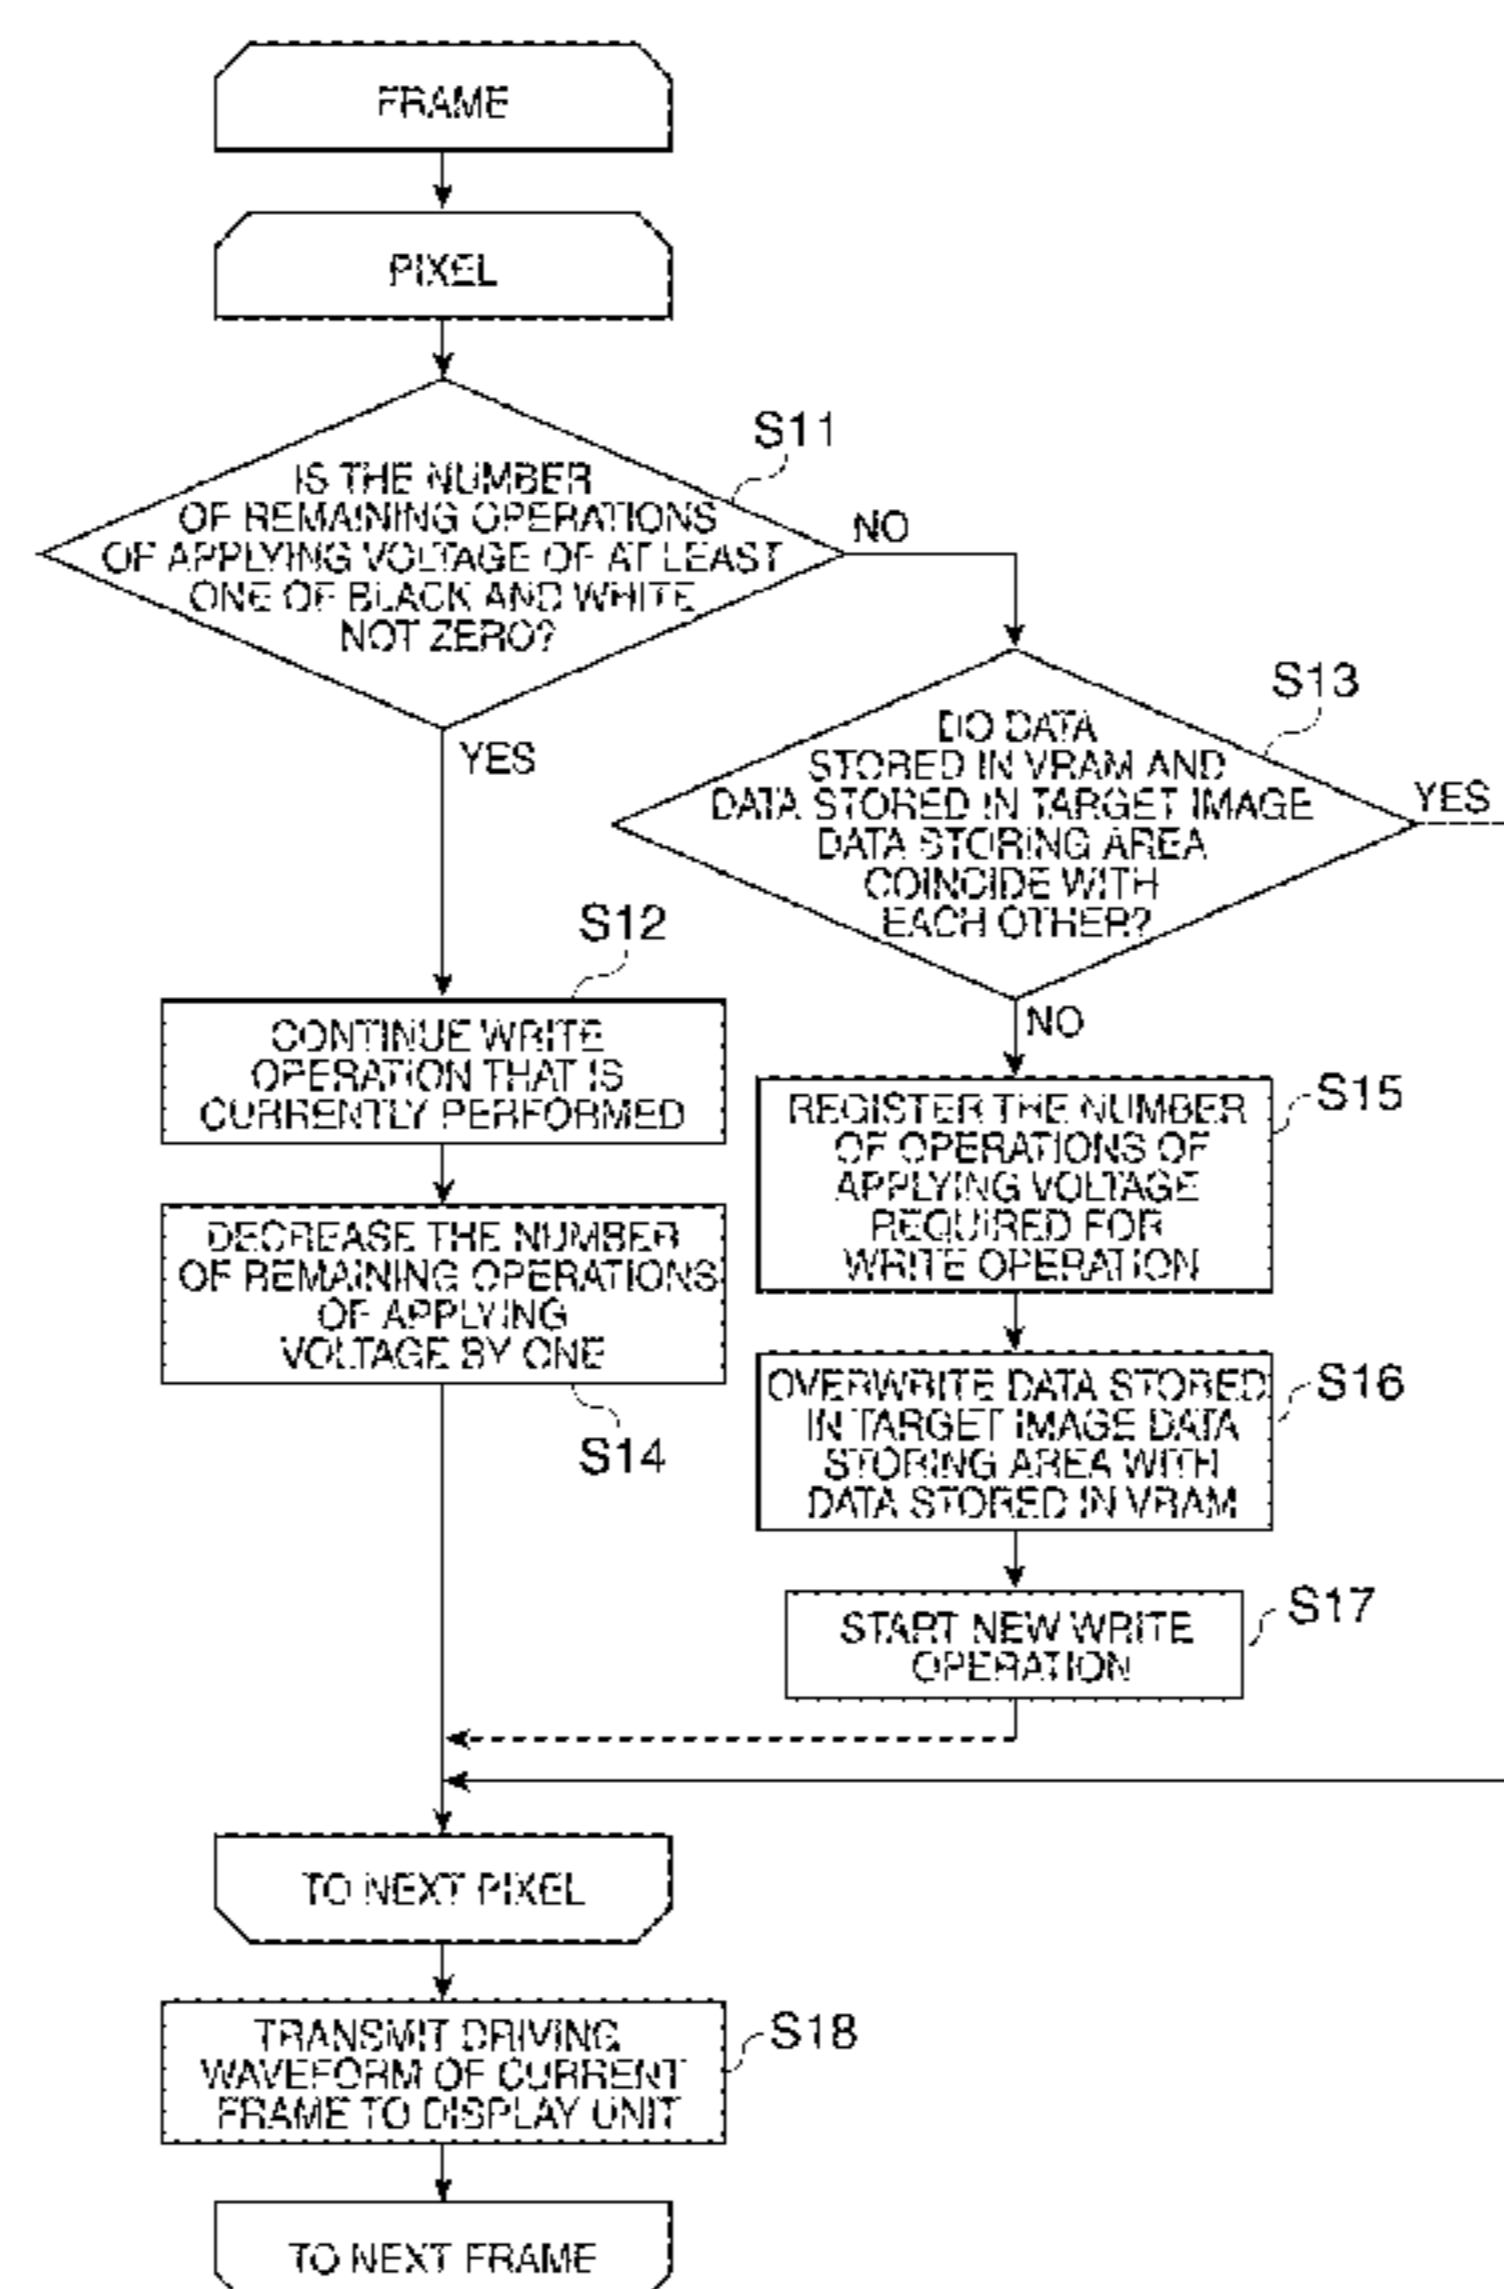 FRAME
PIXEL
S11
IS THE NUMBER
OF REMAINING OPERATIONS
OF APPLYING VOLTAGE OF AT LEAST
ONE OF BLACK AND WHITE
NOT ZERO?
NO
YES
S13
DO DATA
STORED IN VRAM AND
DATA STORED IN TARGET IMAGE
DATA STORING AREA
COINCIDE WITH
EACH OTHER?
YES
NO
S12
CONTINUE WRITE
OPERATION THAT IS
CURRENTLY PERFORMED
DECREASE THE NUMBER
OF REMAINING OPERATIONS
OF APPLYING
VOLTAGE BY ONE
S14
S15
REGISTER THE NUMBER
OF OPERATIONS OF
APPLYING VOLTAGE
REQUIRED FOR
WRITE OPERATION
S16
OVERWRITE DATA STORED
IN TARGET IMAGE DATA
STORING AREA WITH
DATA STORED IN VRAM
S17
START NEW WRITE
OPERATION
TO NEXT PIXEL
S18
TRANSMIT DRIVING
WAVEFORM OF CURRENT
FRAME TO DISPLAY UNIT
TO NEXT FRAME